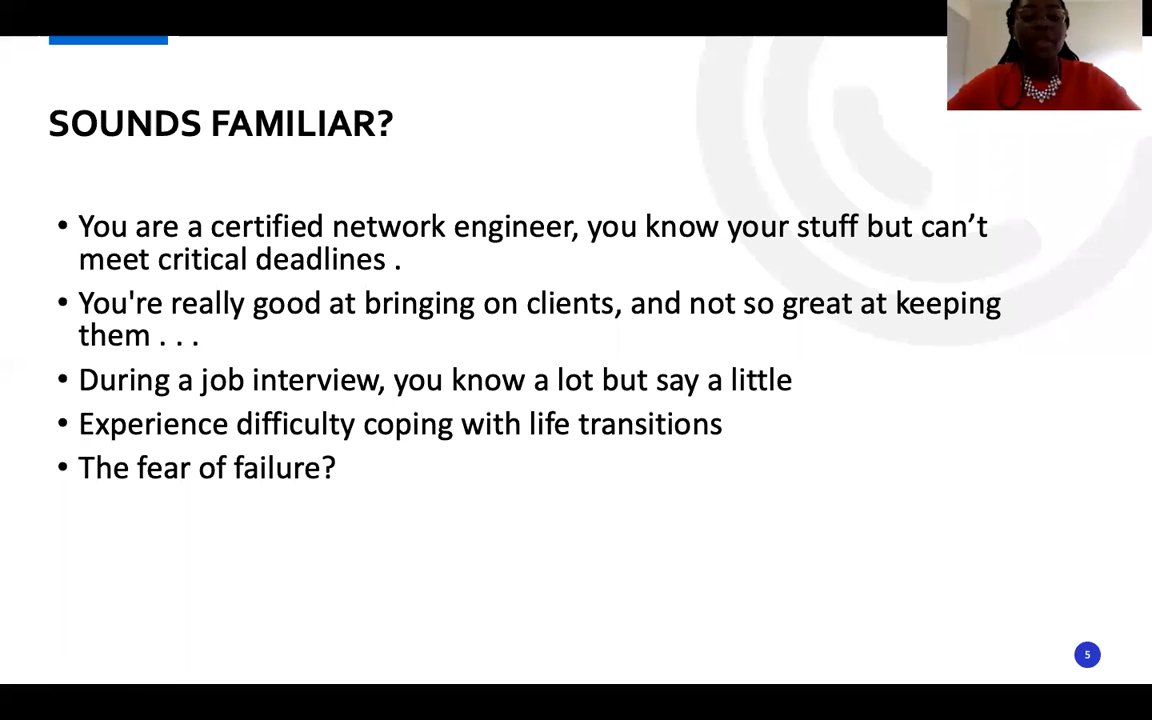 SOUNDS FAMILIAR?
• You are a certified network engineer, you know your stuff but can’t
meet critical deadlines .
• You're really good at bringing on clients, and not so great at keeping
them . . .
• During a job interview, you know a lot but say a little
• Experience difficulty coping with life transitions
• The fear of failure?
5